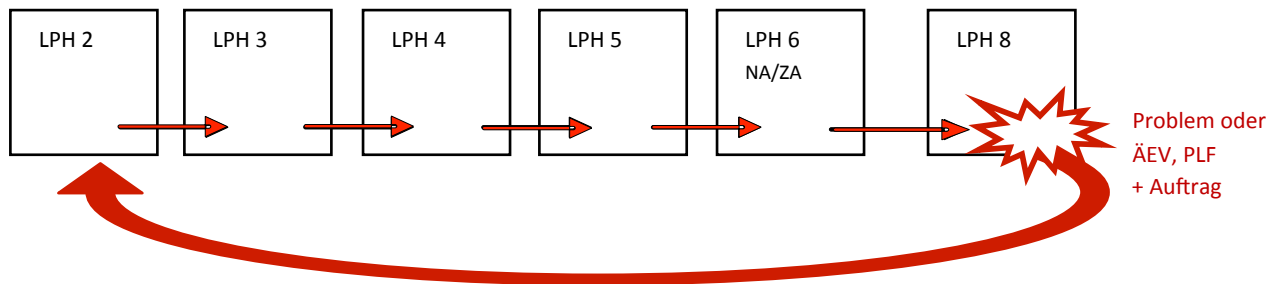 LPH 2
LPH 3
LPH 4
LPH 5
LPH 6
NA/ZA
LPH 8
Problem oder
ÄEV, PLF
+ Auftrag